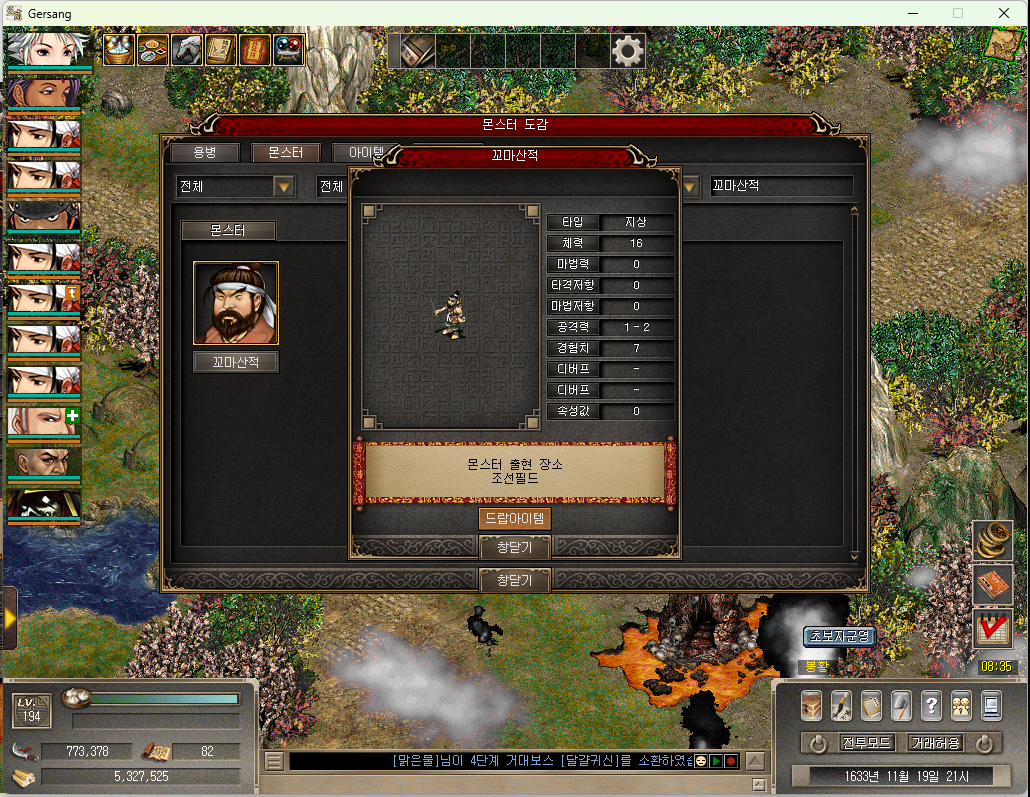 Gersang
몬스터 도감
용병
몬스터
아이템
꼬마산적
전체
전체
꼬마산적
몬스터
꼬마산적
타입 지상
체력 16
마법력 0
타격저항 0
마법저항 0
공격력 1 - 2
경험치 7
디버프 -
디버프 -
속성값 0
몬스터 출현 장소
조선필드
드랍아이템
창닫기
창닫기
초보자군영
봉황
08:35
LV.
194
773,378
82
5,327,525
[맑은물]님이 4단계 거대보스 [달걀귀신]를 소환하였습
?
전투모드
거래허용
1633년 11월 19일 21시